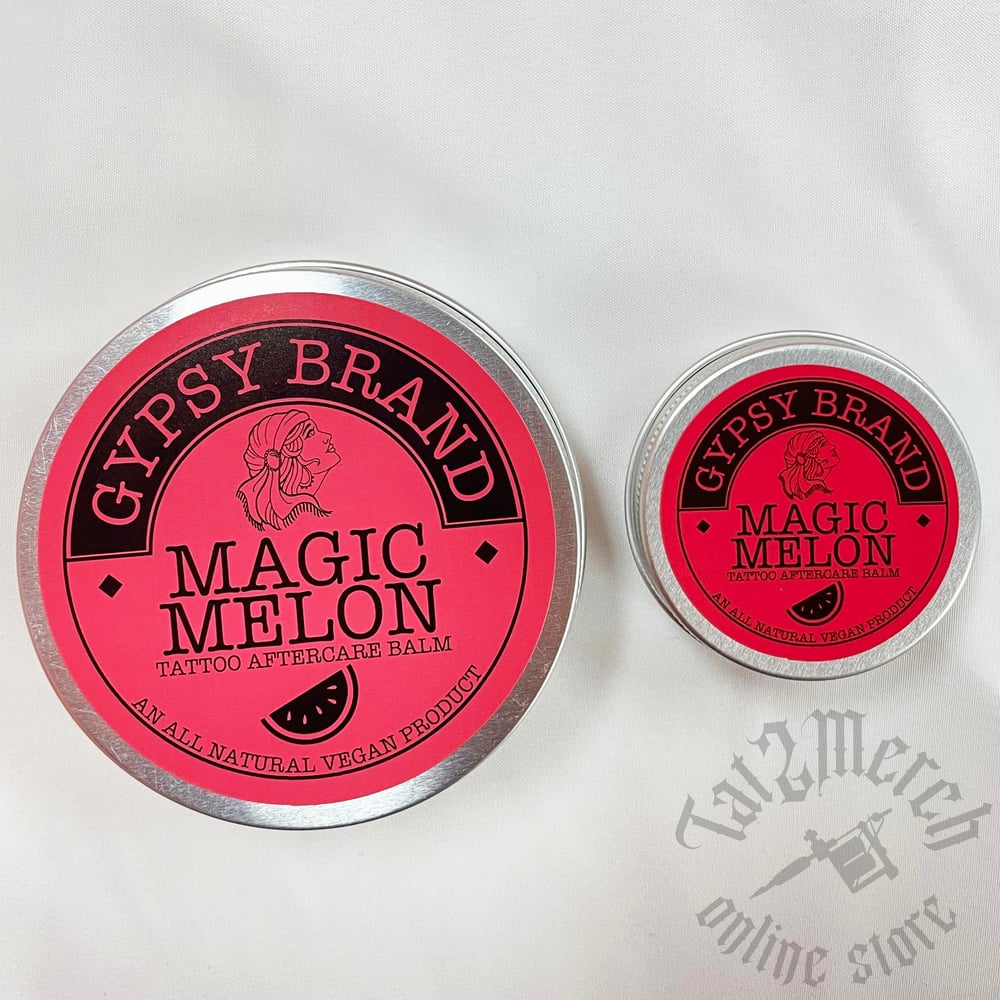 GYPSY BRAND
MAGIC
MELON
TATTOO AFTERCARE BALM
AN ALL NATURAL VEGAN PRODUCT
GYPSY BRAND
MAGIC
MELON
TATTOO AFTERCARE BALM
AN ALL NATURAL VEGAN PRODUCT
Tat2Merch
online store